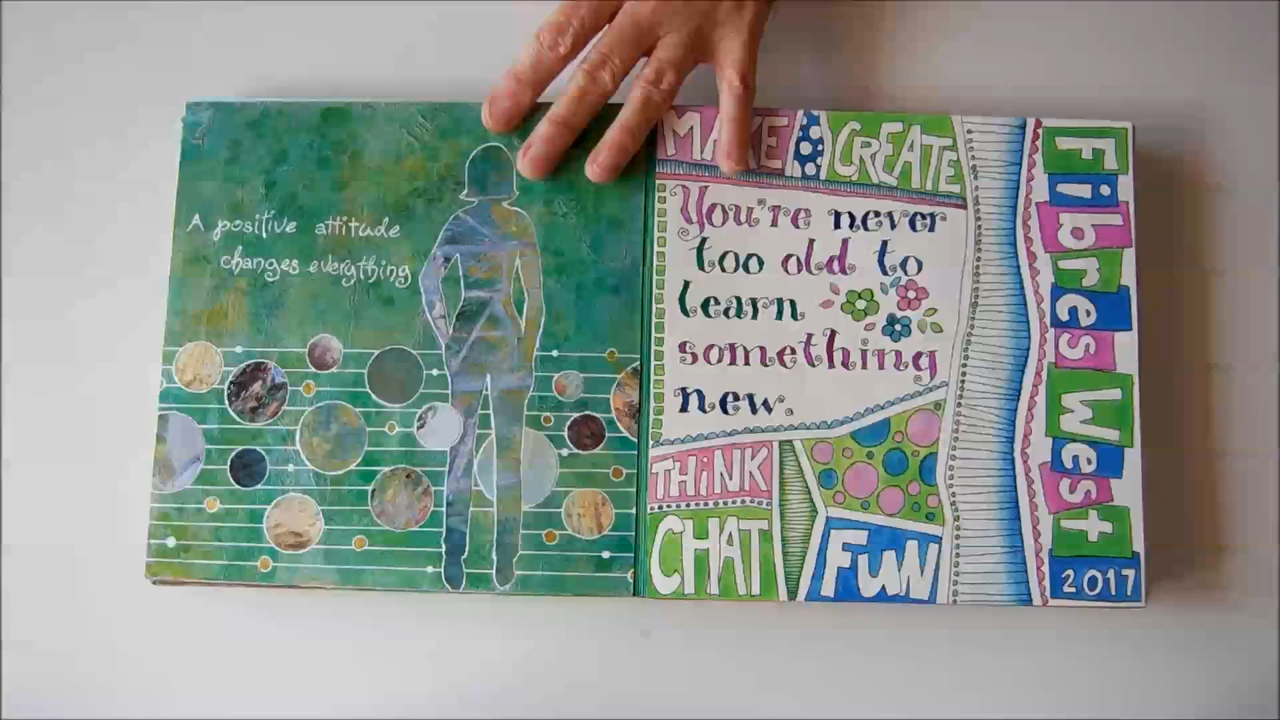 A positive attitude
changes everything
MAKE CREATE
You're never
too old to
learn
something
new.
THiNK
CHAT FUN
Fibres West
2017